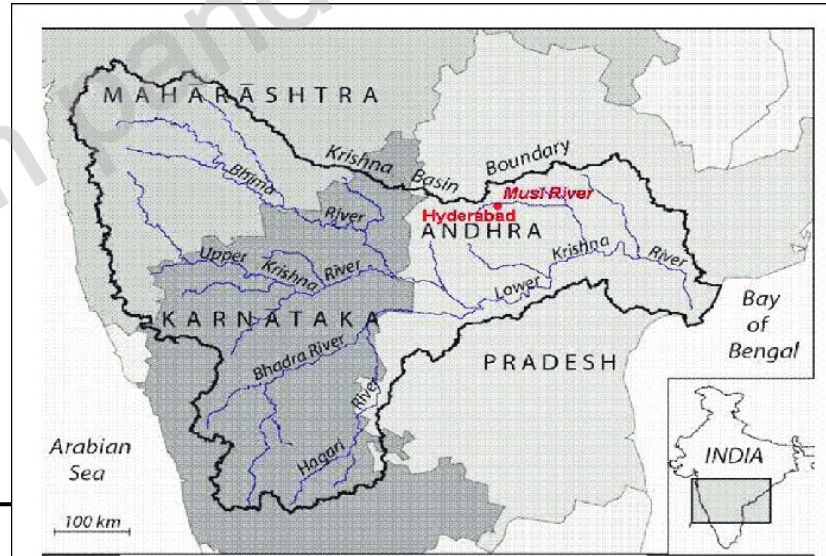 MAHARĀSHTRA
Krishna Basin Boundary
Bhima River
Musi River
Hyderabad
ANDHRA
Upper Krishna River
Lower Krishna River
KARNATAKA
Bhadra River
PRADESH
Hagari River
Bay
of
Bengal
Arabian
Sea
INDIA
100 km